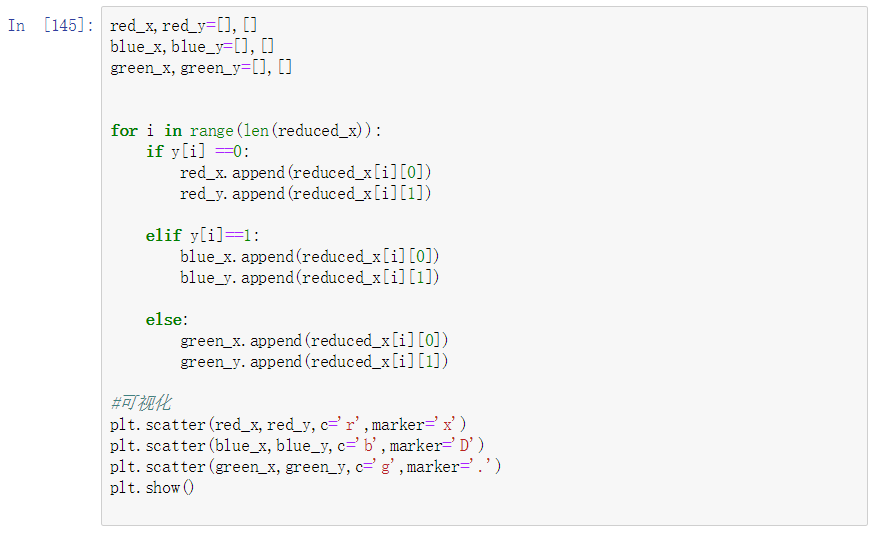 In [145]:
red_x,red_y=[],[]
blue_x,blue_y=[],[]
green_x,green_y=[],[]
for i in range(len(reduced_x)):
    if y[i] ==0:
        red_x.append(reduced_x[i][0])
        red_y.append(reduced_x[i][1])
    elif y[i]==1:
        blue_x.append(reduced_x[i][0])
        blue_y.append(reduced_x[i][1])
    else:
        green_x.append(reduced_x[i][0])
        green_y.append(reduced_x[i][1])
#可视化
plt.scatter(red_x,red_y,c='r',marker='x')
plt.scatter(blue_x,blue_y,c='b',marker='D')
plt.scatter(green_x,green_y,c='g',marker='.')
plt.show()